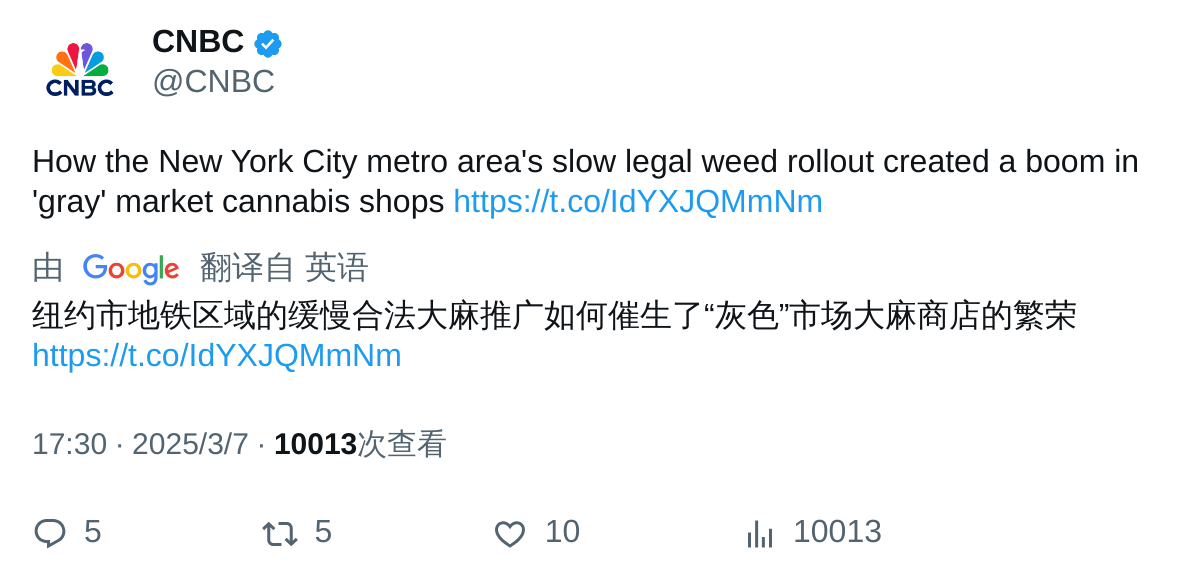 CNBC
CNBC
@CNBC
How the New York City metro area's slow legal weed rollout created a boom in
'gray' market cannabis shops https://t.co/IdYXJQMmNm
由 Google 翻译自 英语
纽约市地铁区域的缓慢合法大麻推广如何催生了“灰色”市场大麻商店的繁荣
https://t.co/IdYXJQMmNm
17:30 · 2025/3/7 · 10013次查看
5 5 10 10013